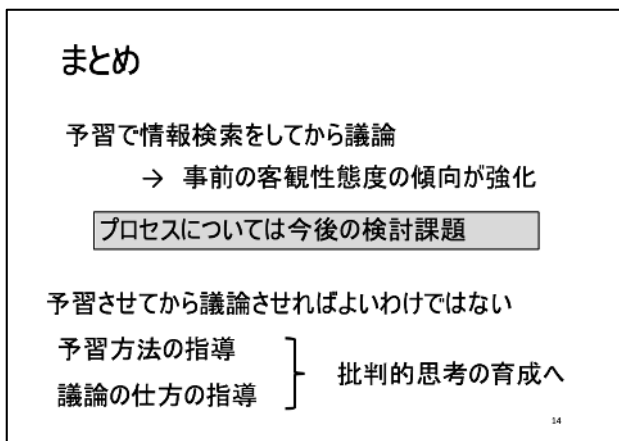 まとめ
予習で情報検索をしてから議論
→ 事前の客観性態度の傾向が強化
プロセスについては今後の検討課題
予習させてから議論させればよいわけではない
予習方法の指導
議論の仕方の指導
批判的思考の育成へ
14